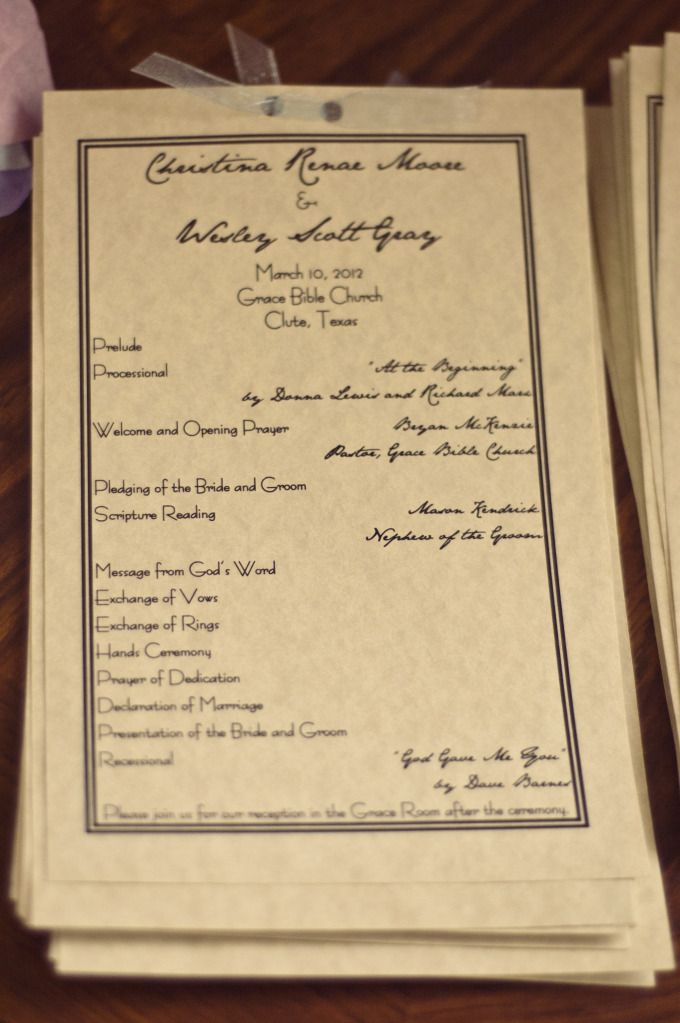 Christina Renae Moore
&
Wesley Scott Gray
March 10, 2012
Grace Bible Church
Clute, Texas
Prelude
Processional "At the Beginning"
by Donna Lewis and Richard Marx
Welcome and Opening Prayer Bryan McKenzie
Pastor, Grace Bible Church
Pledging of the Bride and Groom
Scripture Reading Mason Kendrick
Nephew of the Groom
Message from God's Word
Exchange of Vows
Exchange of Rings
Hands Ceremony
Prayer of Dedication
Declaration of Marriage
Presentation of the Bride and Groom
Recessional "God Gave Me You"
by Dave Barnes
Please join us for our reception in the Grace Room after the ceremony.